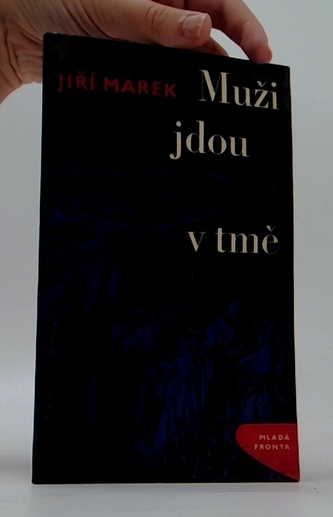 JIŘÍ MAREK Muži
jdou
v tmě
MLADÁ
FRONTA